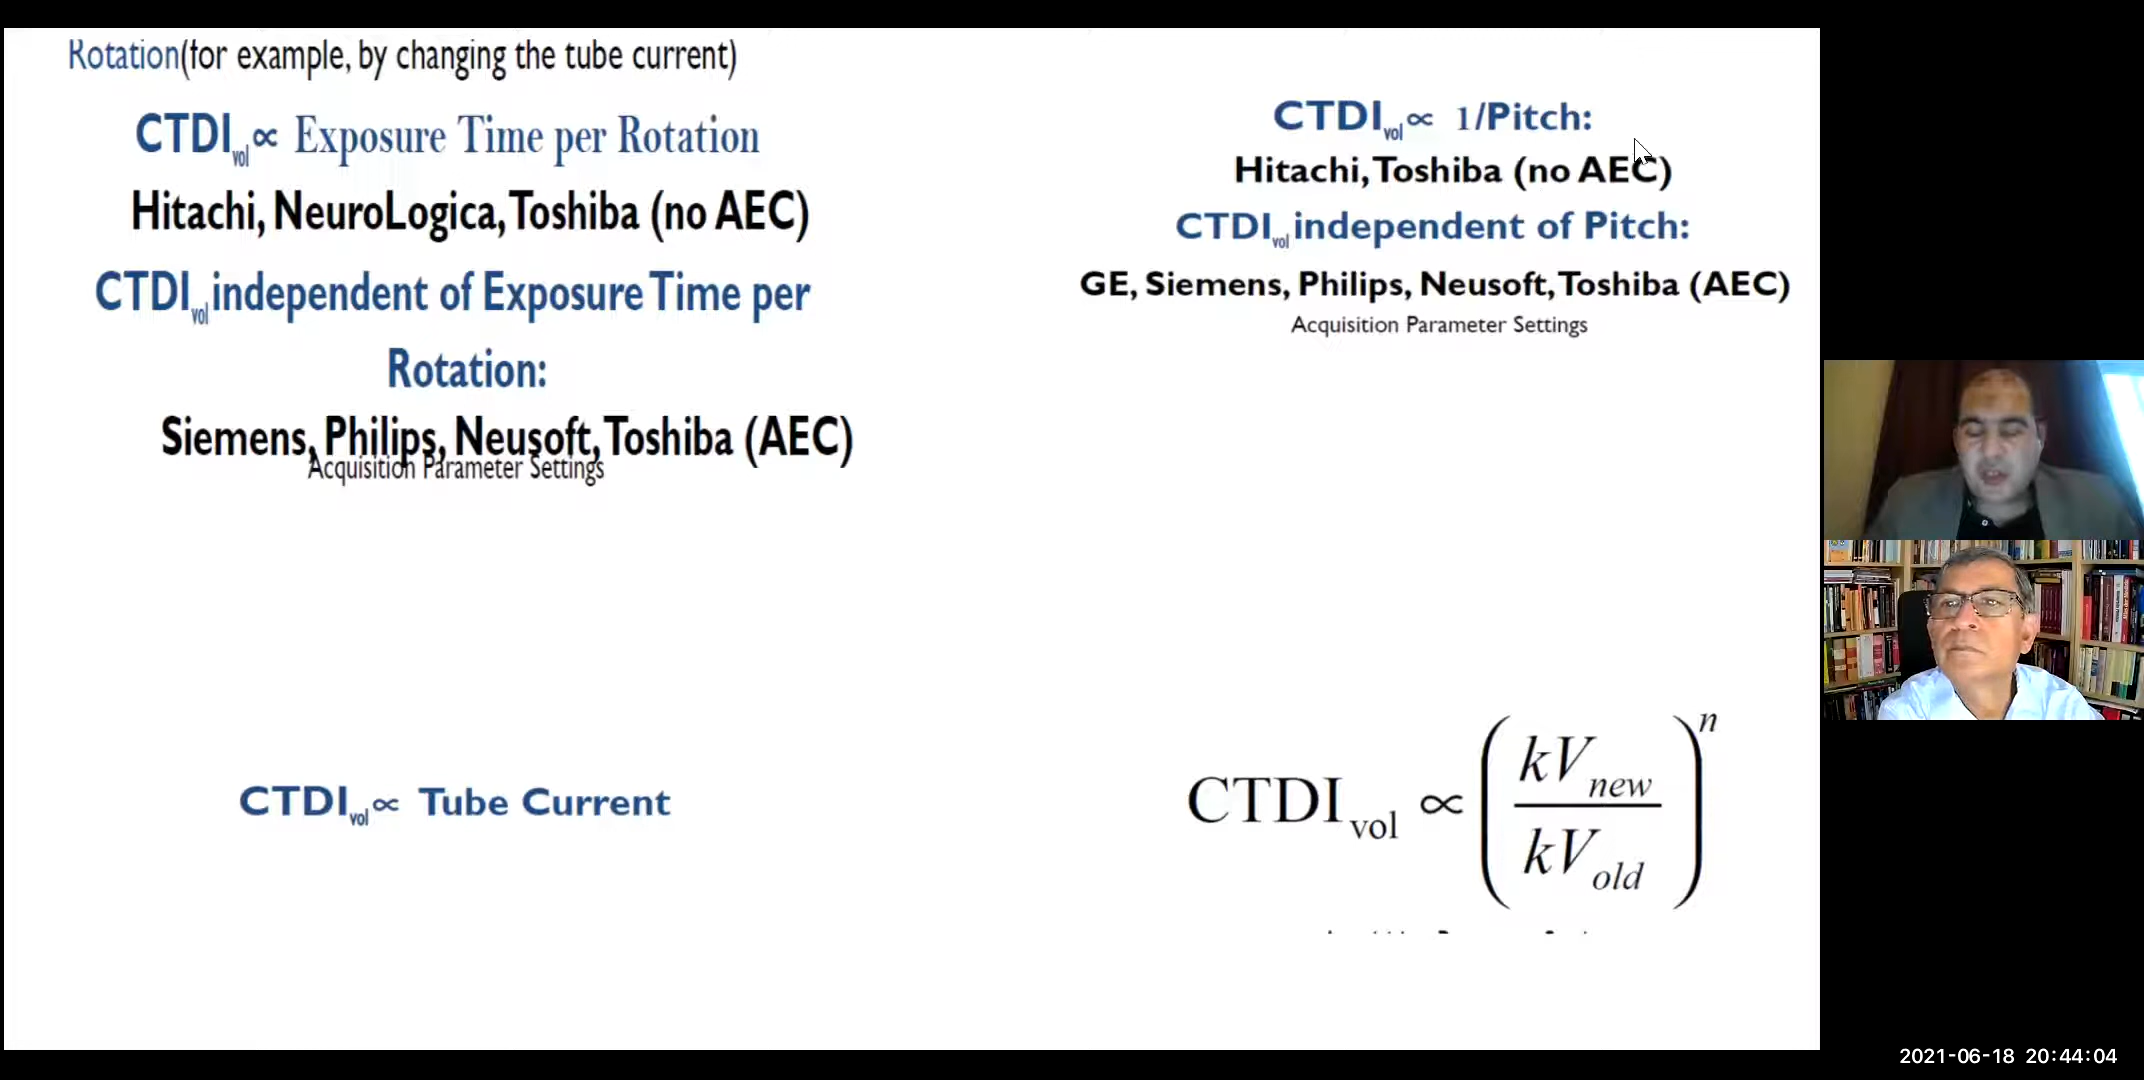 Rotation(for example, by changing the tube current)
CTDIvol∝ Exposure Time per Rotation
Hitachi, NeuroLogica, Toshiba (no AEC)
CTDIvol independent of Exposure Time per
Rotation:
Siemens, Philips, Neusoft, Toshiba (AEC)
Acquisition Parameter Settings
CTDIvol∝ Tube Current
CTDIvol∝ 1/Pitch:
Hitachi, Toshiba (no AEC)
CTDIvol independent of Pitch:
GE, Siemens, Philips, Neusoft, Toshiba (AEC)
Acquisition Parameter Settings
CTDIvol ∝ (kVnew / kVold)^n
2021-06-18 20:44:04